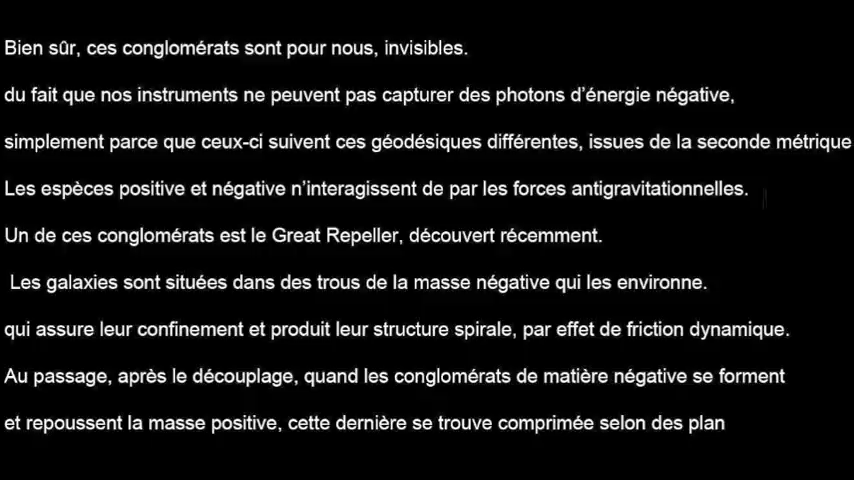 Bien sûr, ces conglomérats sont pour nous, invisibles.
du fait que nos instruments ne peuvent pas capturer des photons d'énergie négative,
simplement parce que ceux-ci suivent ces géodésiques différentes, issues de la seconde métrique
Les espèces positive et négative n'interagissent de par les forces antigravitationnelles.
Un de ces conglomérats est le Great Repeller, découvert récemment.
Les galaxies sont situées dans des trous de la masse négative qui les environne.
qui assure leur confinement et produit leur structure spirale, par effet de friction dynamique.
Au passage, après le découplage, quand les conglomérats de matière négative se forment
et repoussent la masse positive, cette dernière se trouve comprimée selon des plan